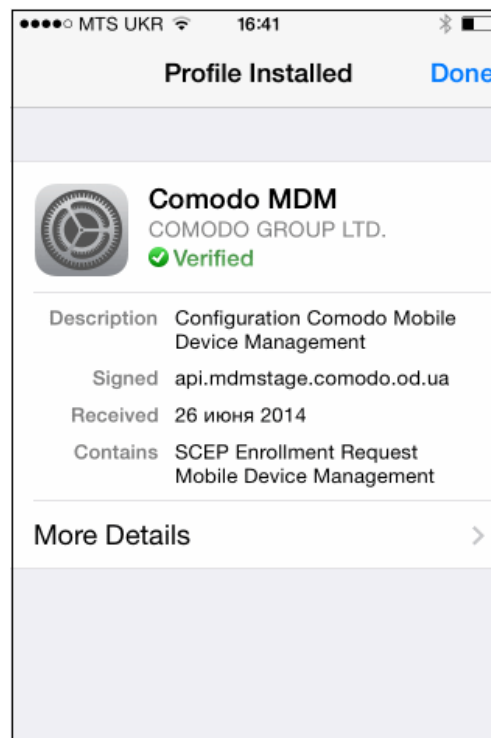 MTS UKR 16:41
Profile Installed Done
Comodo MDM
COMODO GROUP LTD.
Verified
Description Configuration Comodo Mobile
Device Management
Signed api.mdmstage.comodo.od.ua
Received 26 июня 2014
Contains SCEP Enrollment Request
Mobile Device Management
More Details